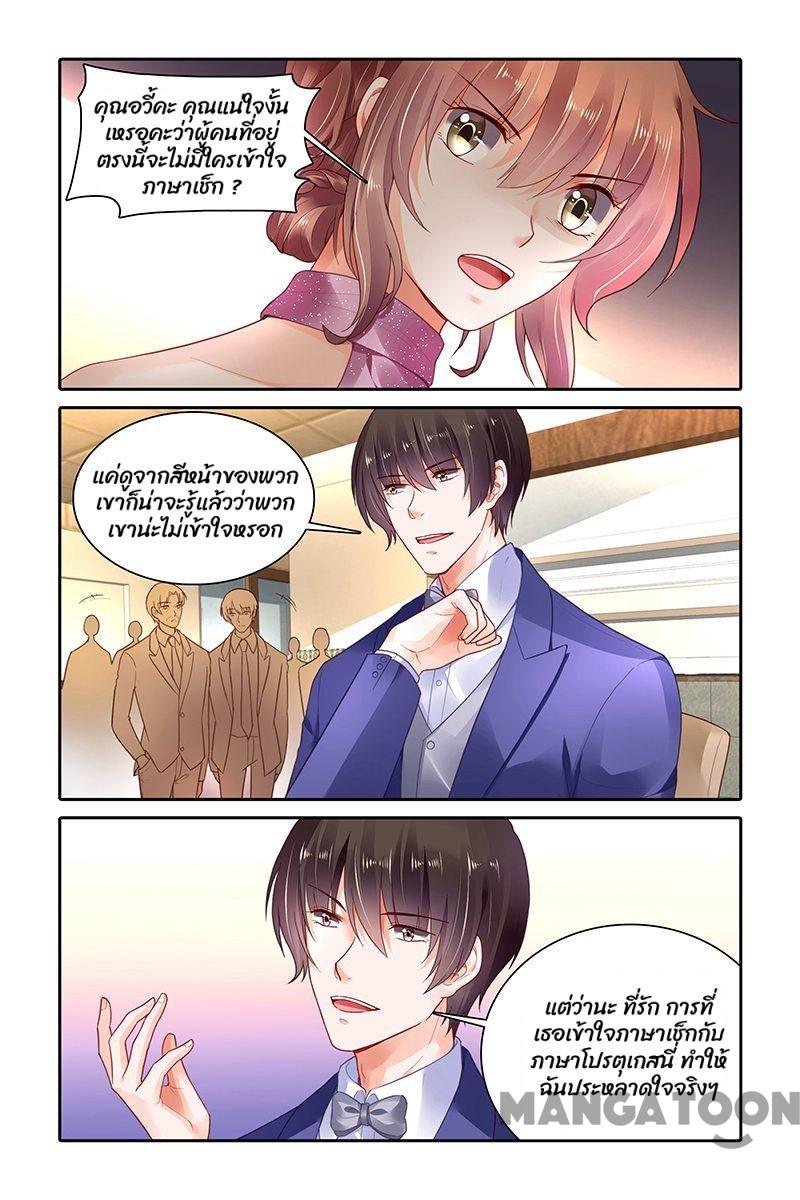 คุณอวี้คะ คุณแน่ใจงั้น
เหรอคะว่าผู้คนที่อยู่
ตรงนี้จะไม่มีใครเข้าใจ
ภาษาเช็ก ?
แค่ดูจากสีหน้าของพวก
เขาก็น่าจะรู้แล้วว่าพวก
เขาน่ะไม่เข้าใจหรอก
แต่ว่านะ ที่รัก การที่
เธอเข้าใจภาษาเช็กกับ
ภาษาโปรตุเกสนี่ ทำให้
ฉันประหลาดใจจริงๆ
MANGATOON